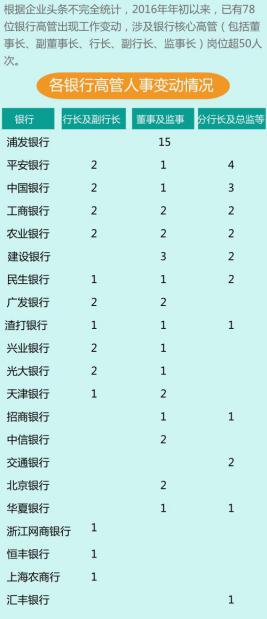 根据企业头条不完全统计，2016年年初以来，已有78
位银行高管出现工作变动，涉及银行核心高管（包括董
事长、副董事长、行长、副行长、监事长）岗位超50人
次。
各银行高管人事变动情况
银行 行长及副行长 董事及监事 分行长及总监等
浦发银行 15
平安银行 2 1 4
中国银行 2 1 3
工商银行 2 2 2
农业银行 2 2 2
建设银行 3 2
民生银行 1 1 2
广发银行 2 2
渣打银行 1 1 1
兴业银行 2 1
光大银行 2 1
天津银行 1 2
招商银行 1 1
中信银行 2
交通银行 2
北京银行 2
华夏银行 1 1
浙江网商银行 1
恒丰银行 1
上海农商行 1
汇丰银行 1